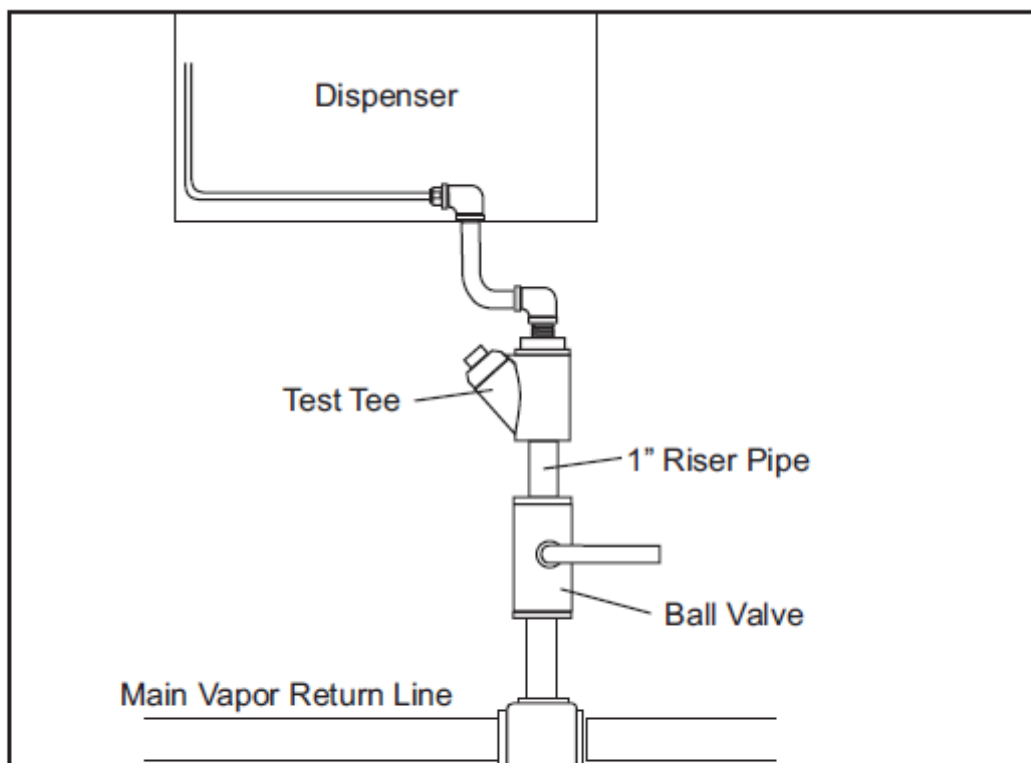 Dispenser
Test Tee
1” Riser Pipe
Ball Valve
Main Vapor Return Line